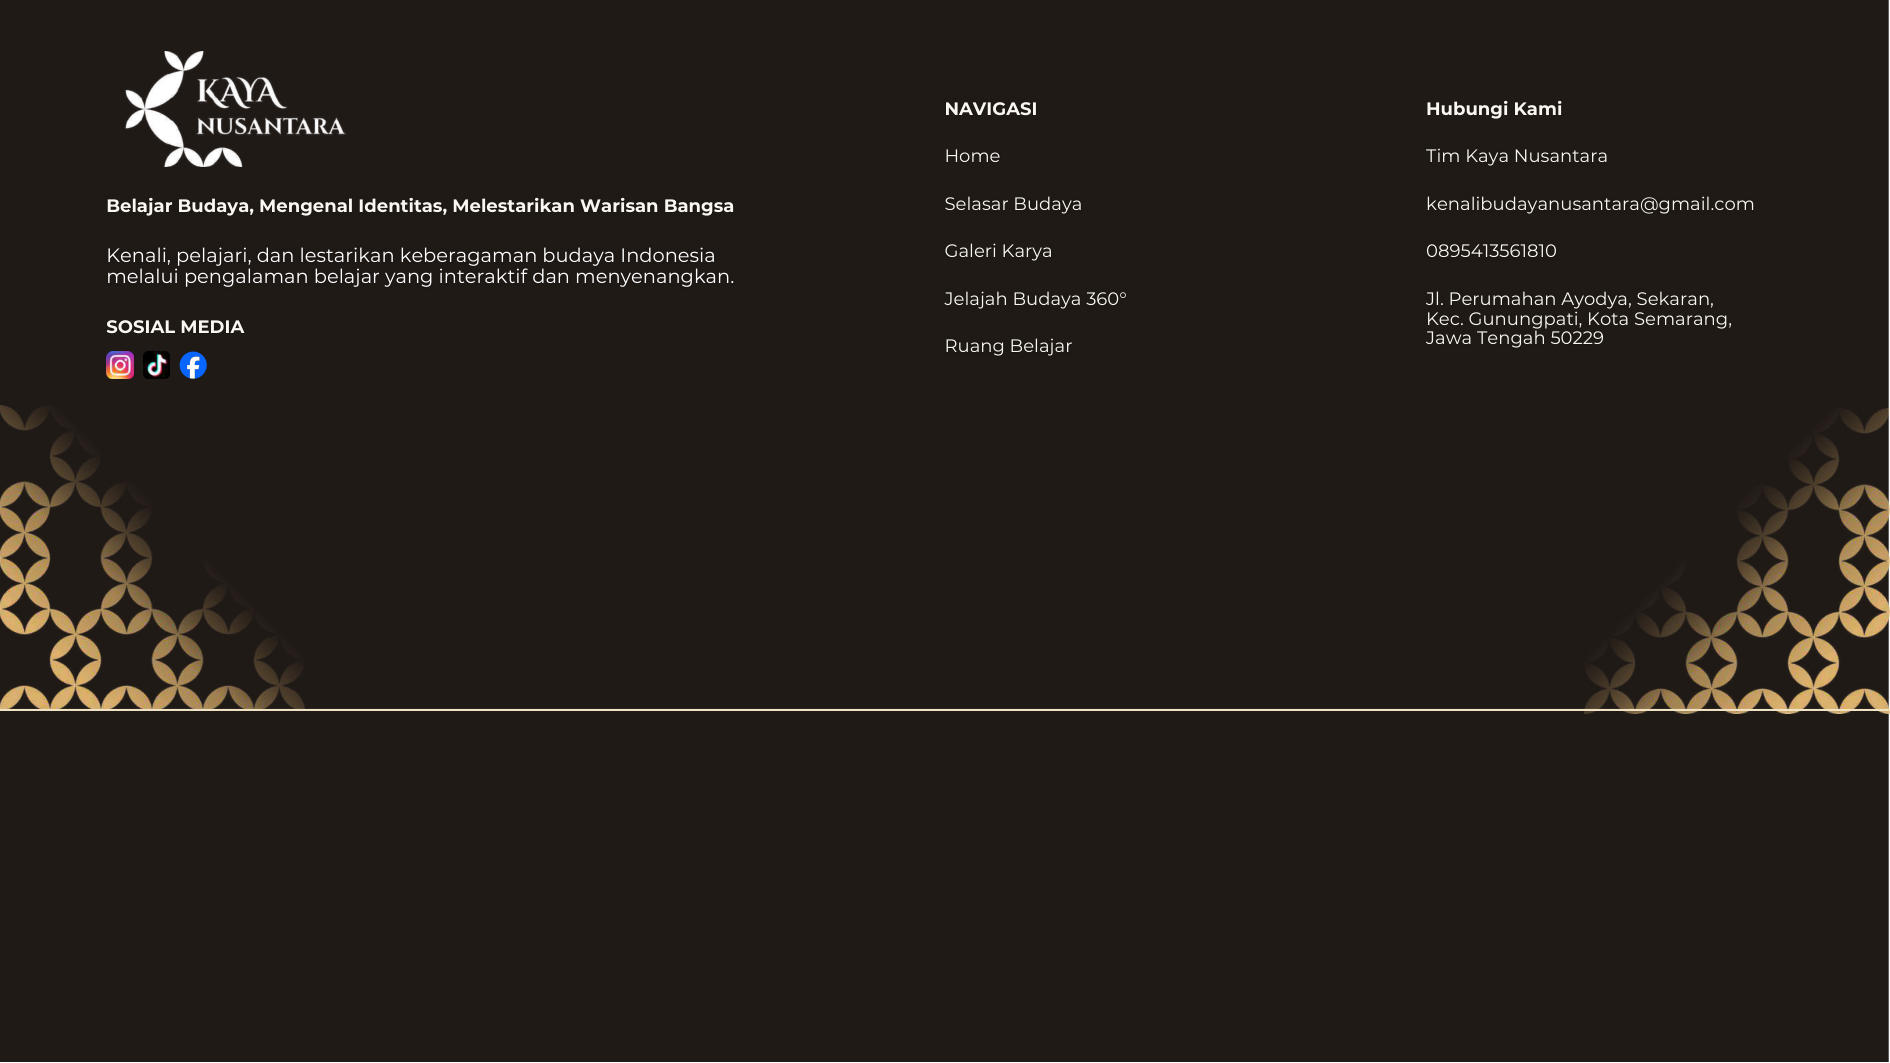 KAYA
NUSANTARA
Belajar Budaya, Mengenal Identitas, Melestarikan Warisan Bangsa
Kenali, pelajari, dan lestarikan keberagaman budaya Indonesia
melalui pengalaman belajar yang interaktif dan menyenangkan.
SOSIAL MEDIA
NAVIGASI
Home
Selasar Budaya
Galeri Karya
Jelajah Budaya 360°
Ruang Belajar
Hubungi Kami
Tim Kaya Nusantara
kenalibudayanusantara@gmail.com
0895413561810
Jl. Perumahan Ayodya, Sekaran,
Kec. Gunungpati, Kota Semarang,
Jawa Tengah 50229